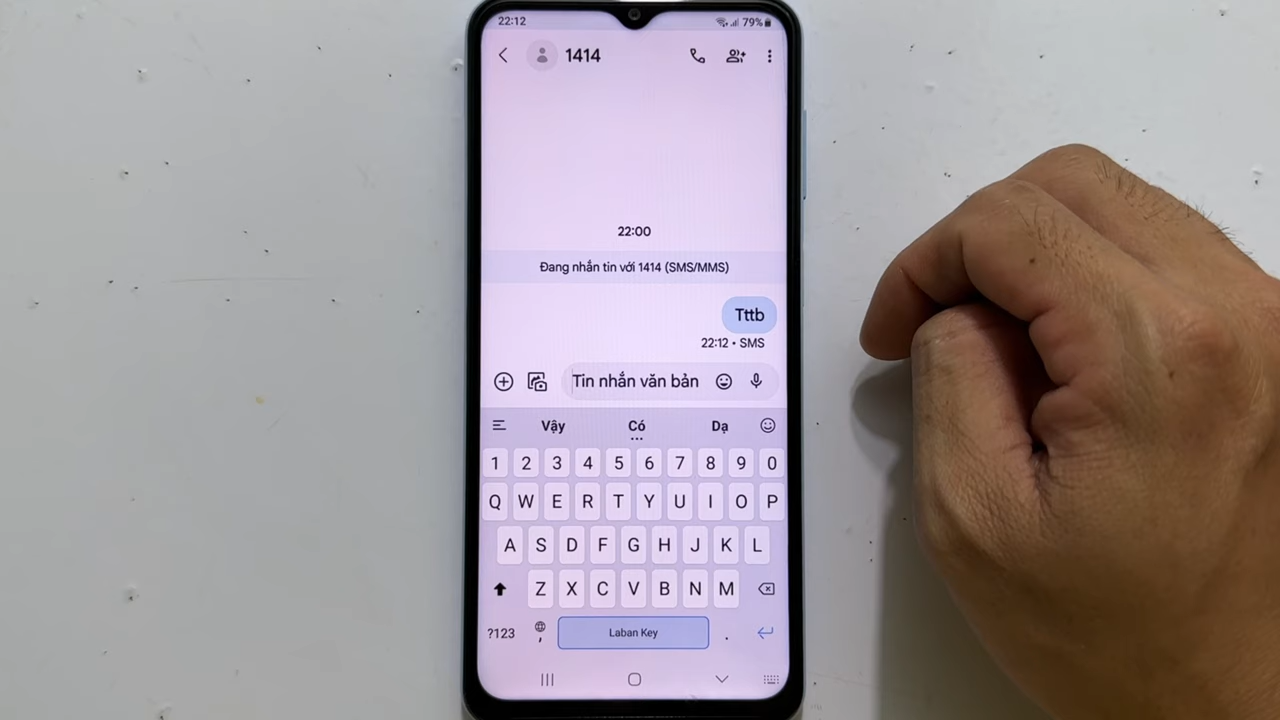 22:12 79%
1414
22:00
Đang nhắn tin với 1414 (SMS/MMS)
Tttb
22:12 • SMS
Tin nhắn văn bản
Vậy Có Dạ
1 2 3 4 5 6 7 8 9 0
Q W E R T Y U I O P
A S D F G H J K L
Z X C V B N M
?123 , Laban Key .